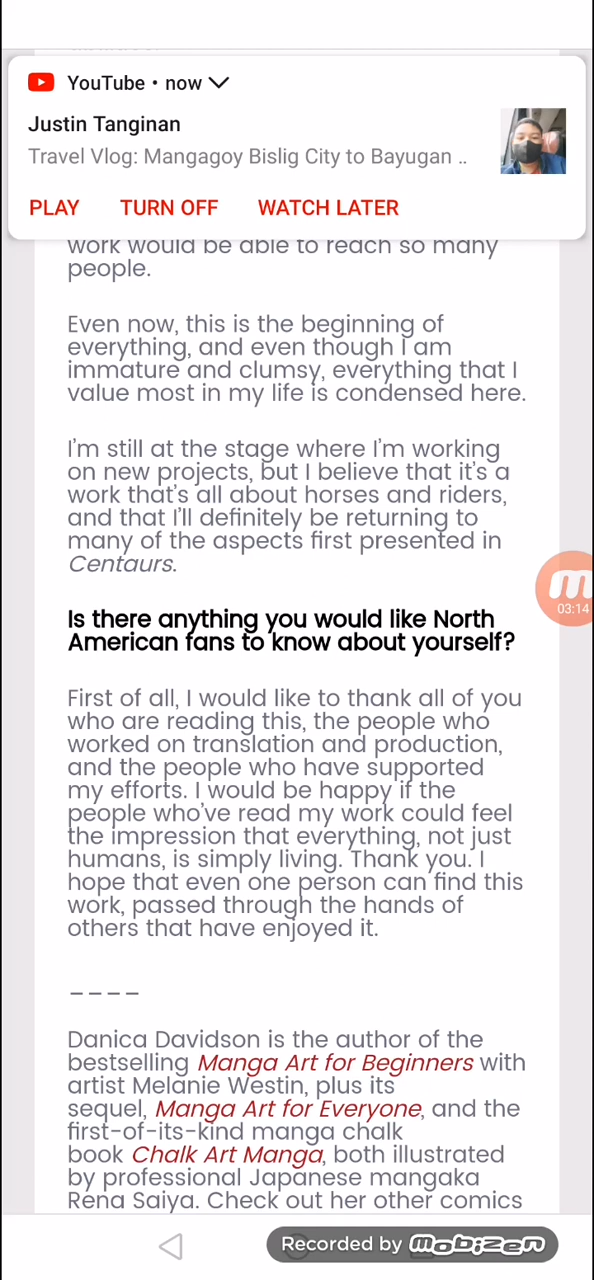 YouTube • now
Justin Tanginan
Travel Vlog: Mangagoy Bislig City to Bayugan ..
PLAY TURN OFF WATCH LATER
work would be able to reach so many
people.
Even now, this is the beginning of
everything, and even though I am
immature and clumsy, everything that I
value most in my life is condensed here.
I'm still at the stage where I'm working
on new projects, but I believe that it's a
work that's all about horses and riders,
and that I'll definitely be returning to
many of the aspects first presented in
Centaurs.
03:14
Is there anything you would like North
American fans to know about yourself?
First of all, I would like to thank all of you
who are reading this, the people who
worked on translation and production,
and the people who have supported
my efforts. I would be happy if the
people who've read my work could feel
the impression that everything, not just
humans, is simply living. Thank you. I
hope that even one person can find this
work, passed through the hands of
others that have enjoyed it.
____
Danica Davidson is the author of the
bestselling Manga Art for Beginners with
artist Melanie Westin, plus its
sequel, Manga Art for Everyone, and the
first-of-its-kind manga chalk
book Chalk Art Manga, both illustrated
by professional Japanese mangaka
Rena Saiya. Check out her other comics
Recorded by mobizen